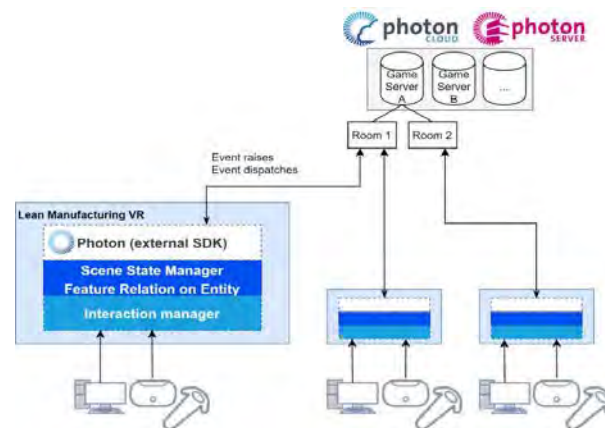 photon
CLOUD
photon
SERVER
Game
Server
A
Game
Server
B
...
Room 1
Room 2
Event raises
Event dispatches
Lean Manufacturing VR
Photon (external SDK)
Scene State Manager
Feature Relation on Entity
Interaction manager